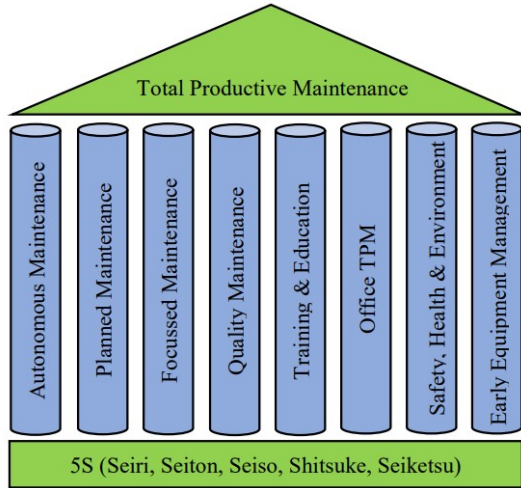 Total Productive Maintenance
Autonomous Maintenance
Planned Maintenance
Focussed Maintenance
Quality Maintenance
Training & Education
Office TPM
Safety, Health & Environment
Early Equipment Management
5S (Seiri, Seiton, Seiso, Shitsuke, Seiketsu)